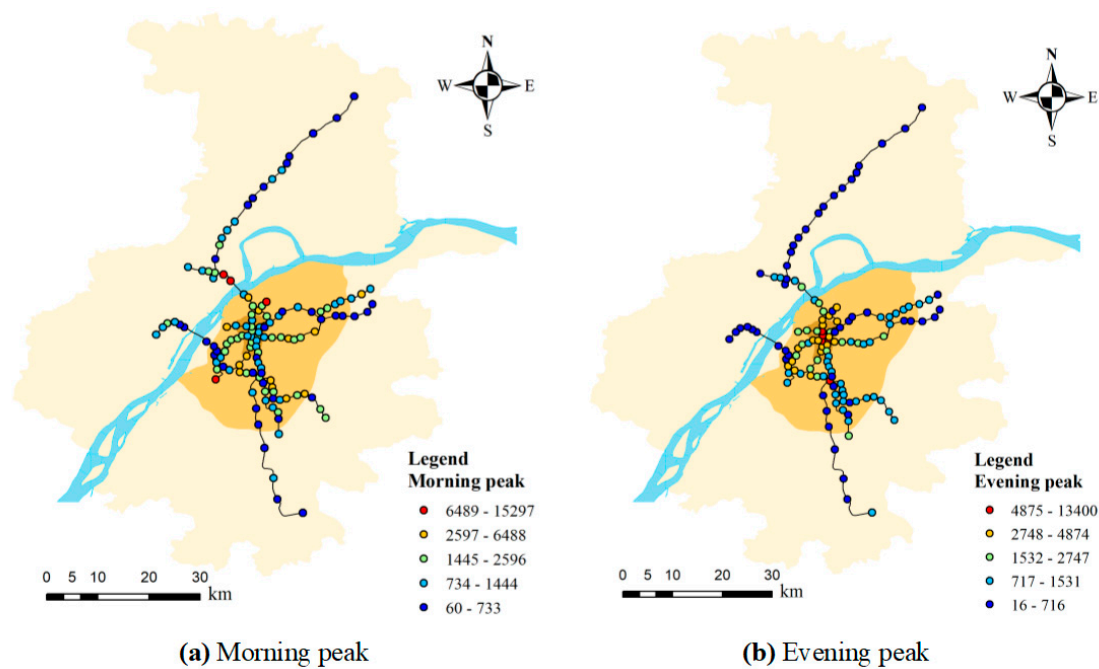 N
W E
S
Legend
Morning peak
6489 - 15297
2597 - 6488
1445 - 2596
734 - 1444
60 - 733
0 10 20 30
km
(a) Morning peak
N
W E
S
Legend
Evening peak
4875 - 13400
2748 - 4874
1532 - 2747
717 - 1531
16 - 716
0 5 10 20 30
km
(b) Evening peak